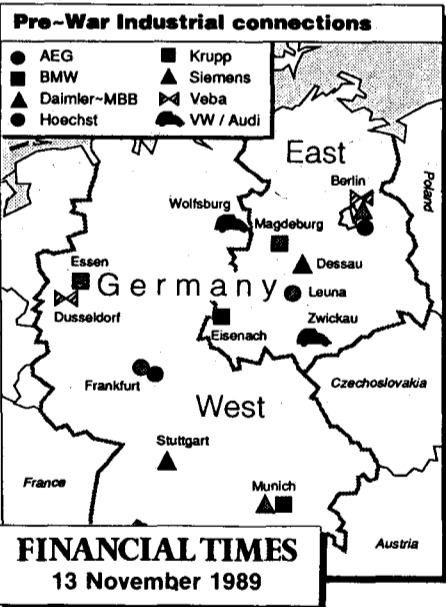 Pre-War Industrial connections
AEG
BMW
Daimler-MBB
Hoechst
Krupp
Siemens
Veba
VW / Audi
East
Berlin
Poland
Wolfsburg
Magdeburg
Essen
Germany
Dessau
Leuna
Dusseldorf
Eisenach
Zwickau
Frankfurt
Czechoslovakia
West
Stuttgart
France
Munich
Austria
FINANCIAL TIMES
13 November 1989